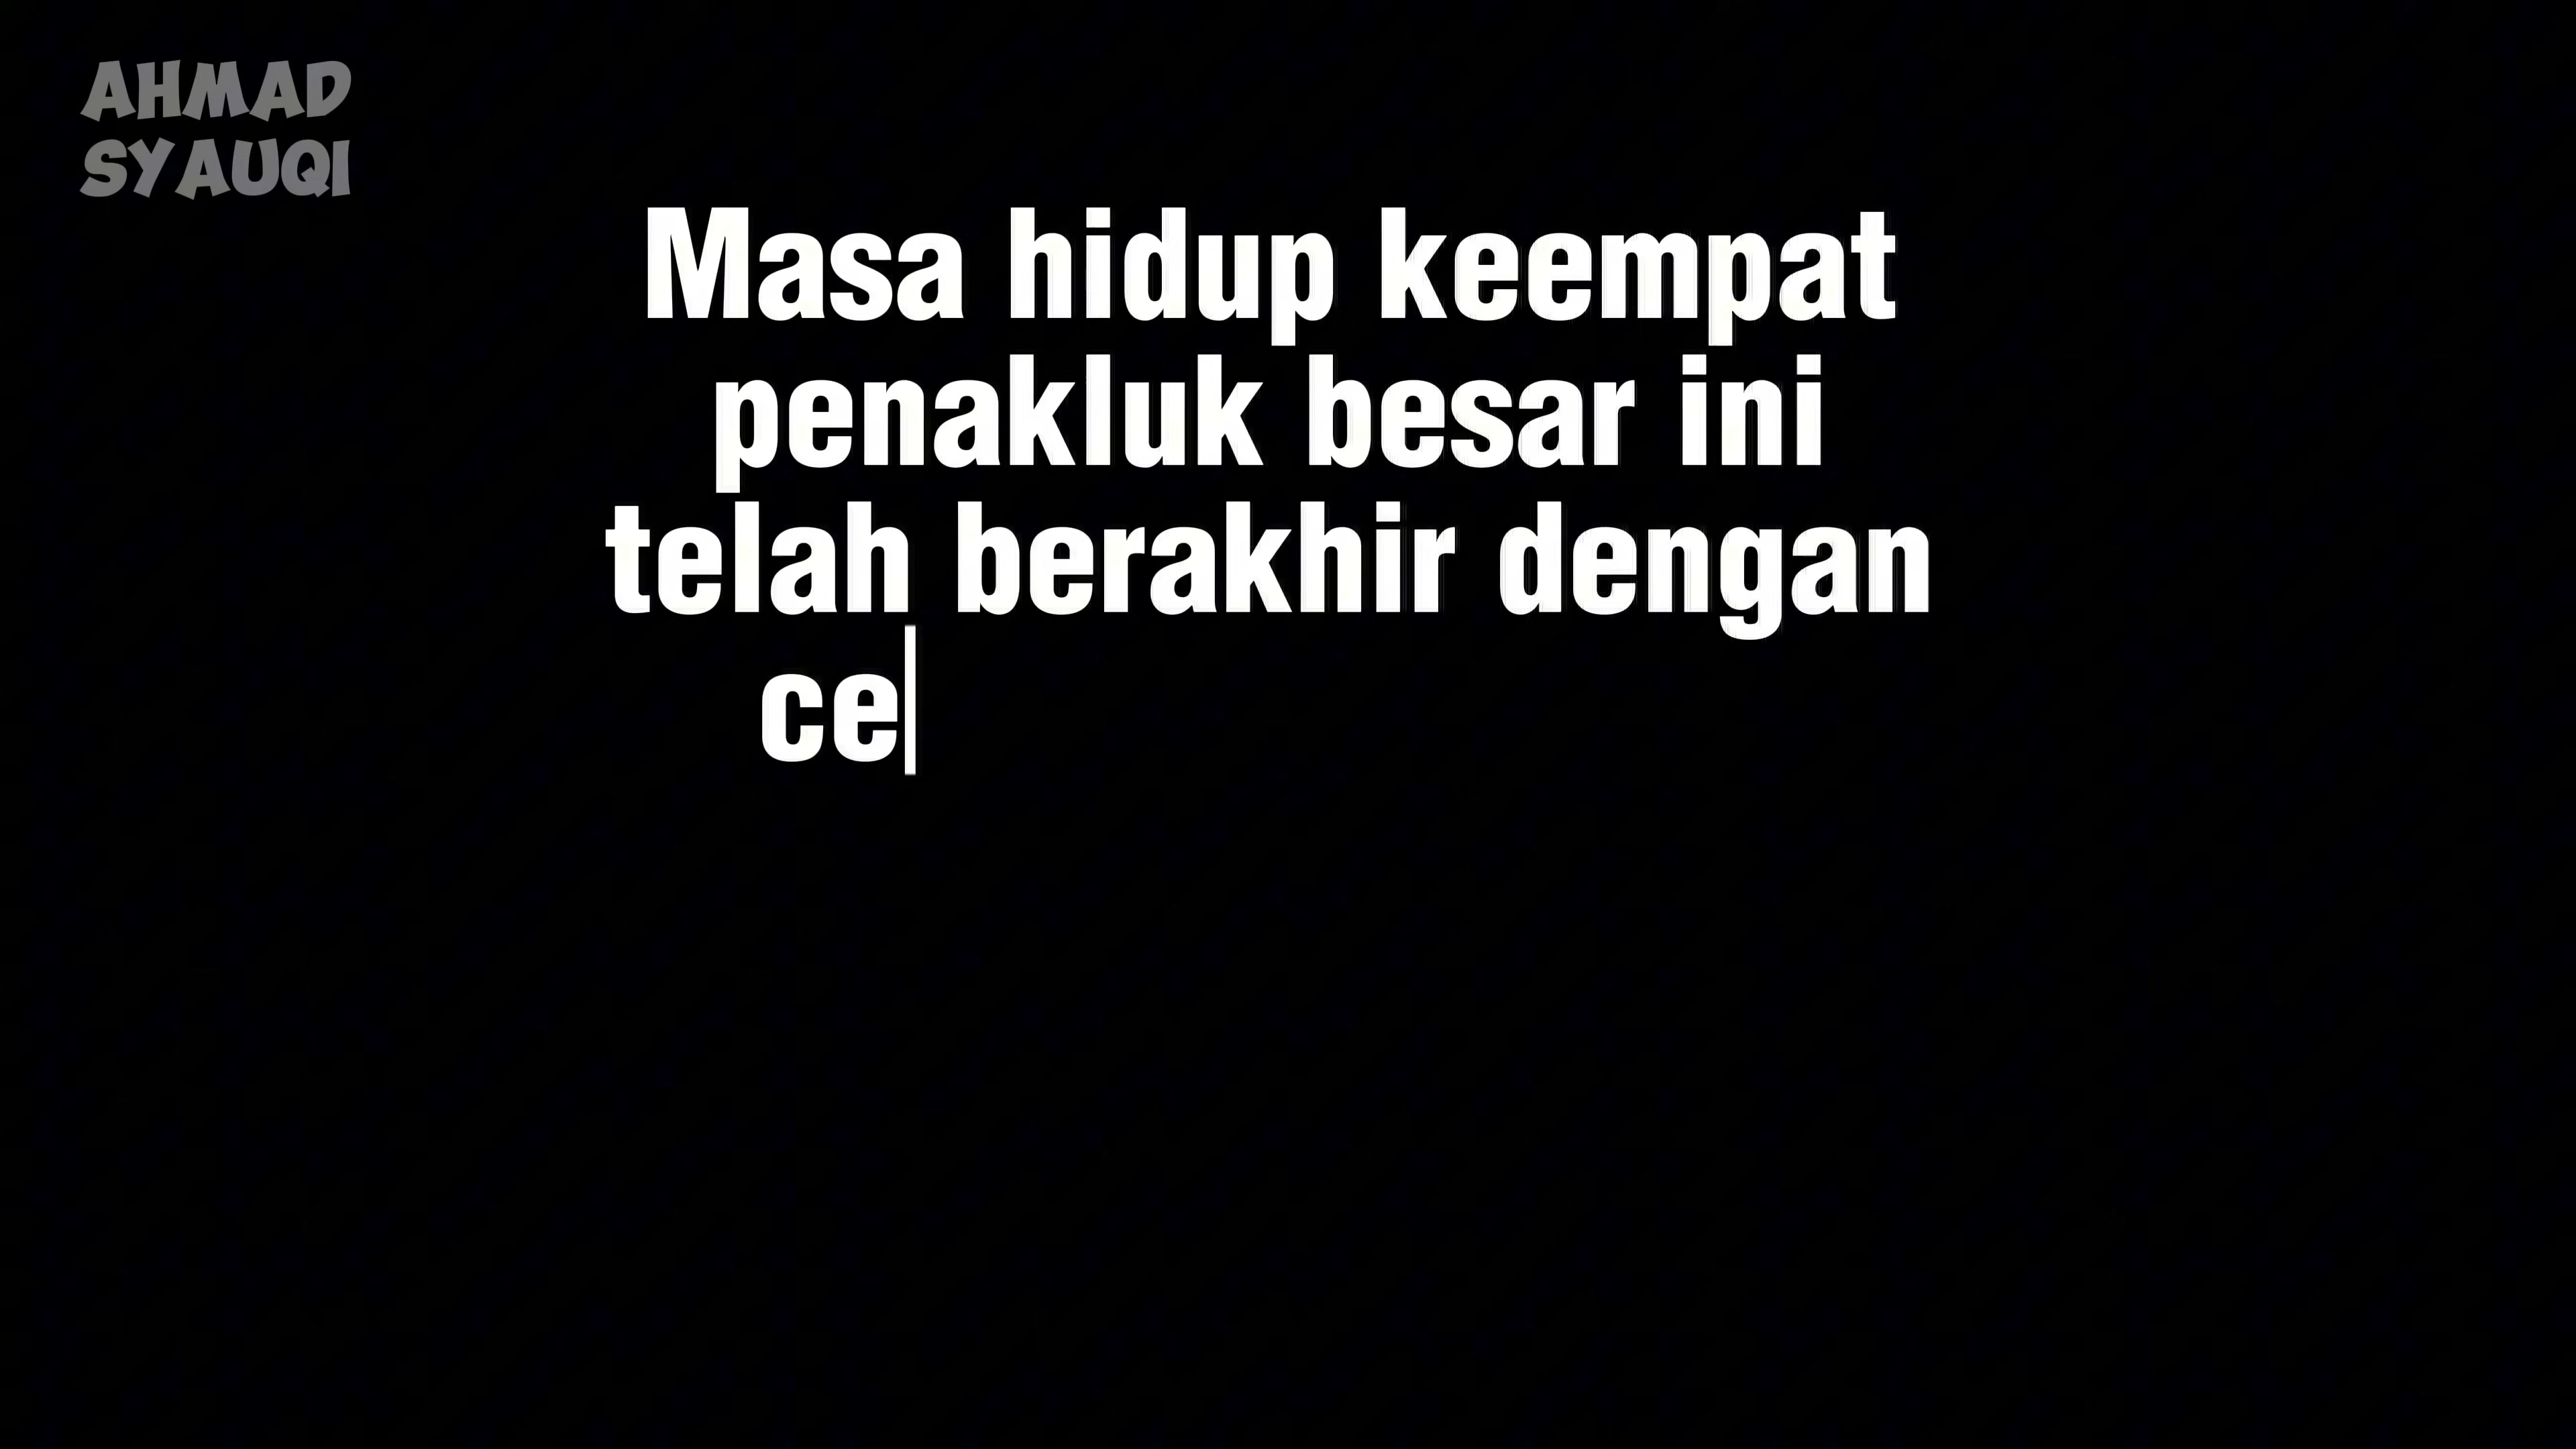 AHMAD
SYAUQI
Masa hidup keempat
penakluk besar ini
telah berakhir dengan
ce